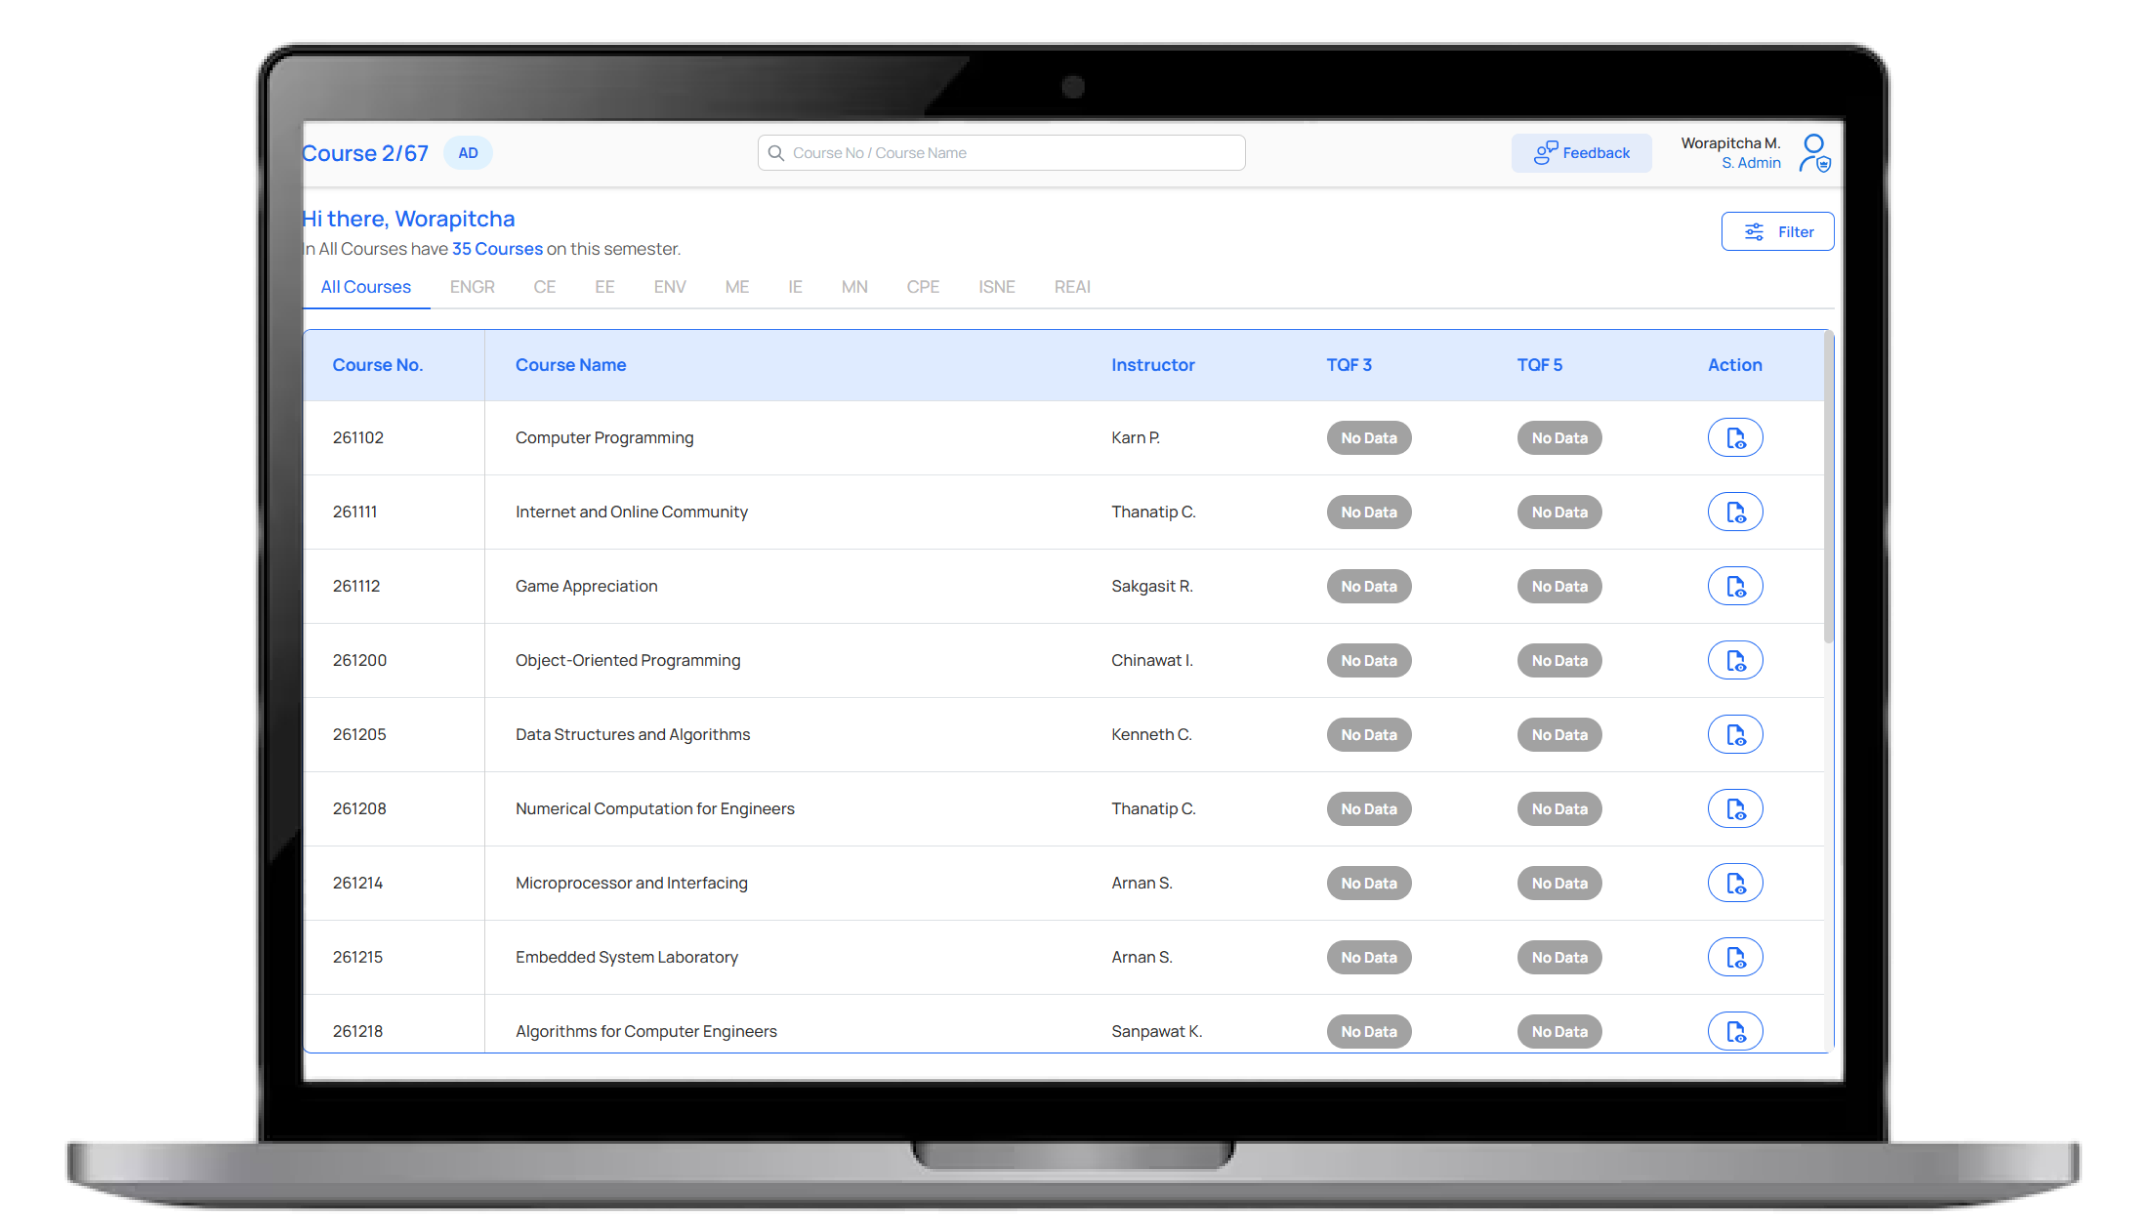 Course 2/67 AD Course No / Course Name Feedback Worapitcha M.
S. Admin
Hi there, Worapitcha
In All Courses have 35 Courses on this semester.
Filter
All Courses ENGR CE EE ENV ME IE MN CPE ISNE REAI
Course No. Course Name Instructor TQF 3 TQF 5 Action
261102 Computer Programming Karn P. No Data No Data
261111 Internet and Online Community Thanatip C. No Data No Data
261112 Game Appreciation Sakgasit R. No Data No Data
261200 Object-Oriented Programming Chinawat I. No Data No Data
261205 Data Structures and Algorithms Kenneth C. No Data No Data
261208 Numerical Computation for Engineers Thanatip C. No Data No Data
261214 Microprocessor and Interfacing Arnan S. No Data No Data
261215 Embedded System Laboratory Arnan S. No Data No Data
261218 Algorithms for Computer Engineers Sanpawat K. No Data No Data